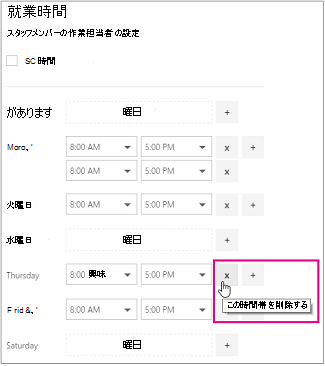 就業時間
スタッフメンバーの作業担当者の設定
SC 時間
があります 曜日 +
Moro、" 8:00 AM 5:00 PM x +
8:00 AM 5:00 PM x
火曜日 8:00 AM 5:00 PM x +
水曜日 曜日 +
Thursday 8:00 興味 5:00 PM x +
この時間帯を削除する
F rid &、" 8:00 AM 5:00 PM
Saturday 曜日 +